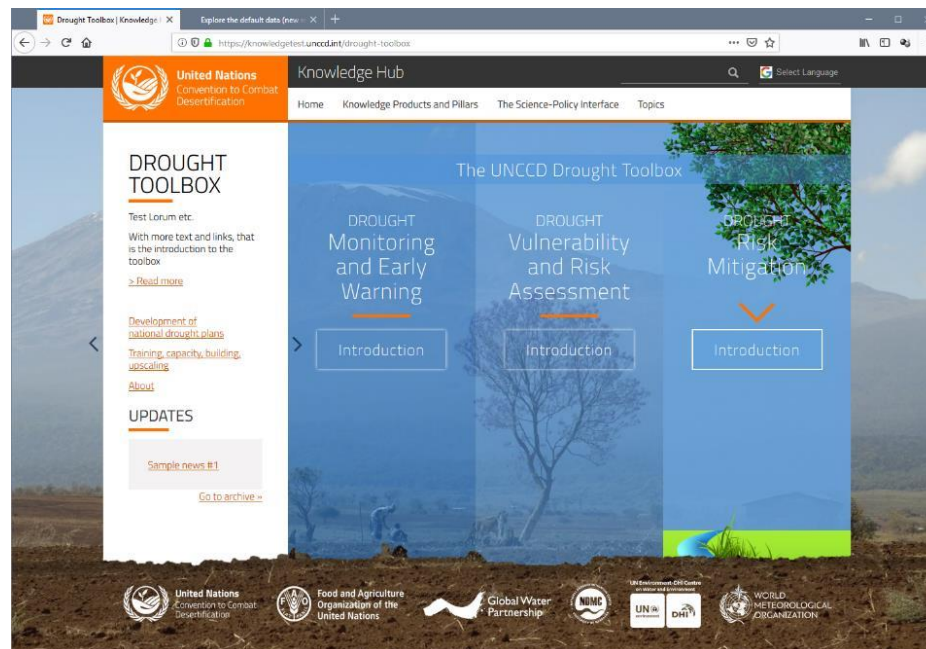 Drought Toolbox | Knowledge
Explore the default data (new
https://knowledgetest.unccd.int/drought-toolbox
United Nations
Convention to Combat
Desertification
Knowledge Hub
Select Language
Home Knowledge Products and Pillars The Science-Policy Interface Topics
DROUGHT
TOOLBOX
Test Lorum etc.
With more text and links, that
is the introduction to the
toolbox
> Read more
Development of
national drought plans
Training, capacity, building,
upscaling
About
UPDATES
Sample news #1
Go to archive »
The UNCCD Drought Toolbox
DROUGHT
Monitoring
and Early
Warning
Introduction
DROUGHT
Vulnerability
and Risk
Assessment
Introduction
DROUGHT
Risk
Mitigation
Introduction
United Nations
Convention to Combat
Desertification
FAO
Food and Agriculture
Organization of the
United Nations
Global Water
Partnership
NDMC
UN Environment-DHI Centre
on Water and Environment
UN
environment
DHI
WORLD
METEOROLOGICAL
ORGANIZATION